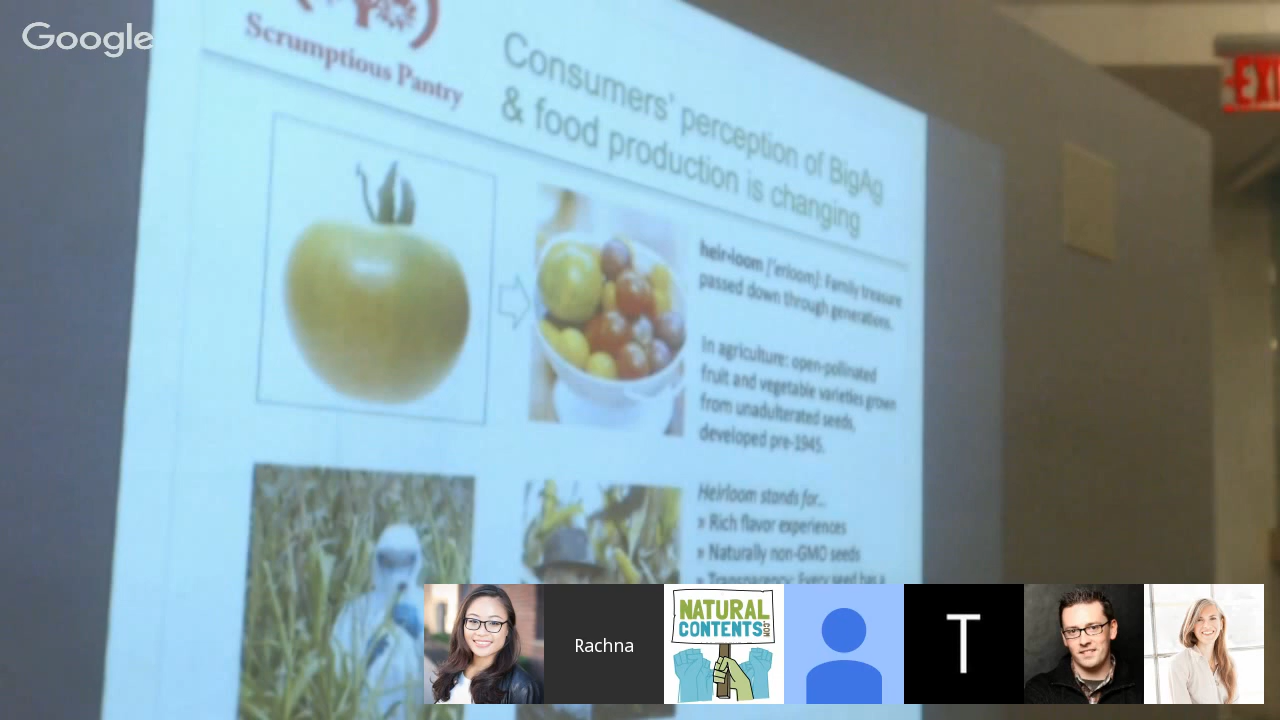 Google
Scrumptious Pantry
Consumers' perception of BigAg
& food production is changing
heir·loom ['erloom]: Family treasure
passed down through generations.
In agriculture: open-pollinated
fruit and vegetable varieties grown
from unadulterated seeds,
developed pre-1945.
Heirloom stands for...
» Rich flavor experiences
» Naturally non-GMO seeds
» Transparency: Every seed has a
EXI
Rachna
NATURAL
CONTENTS.COM
T